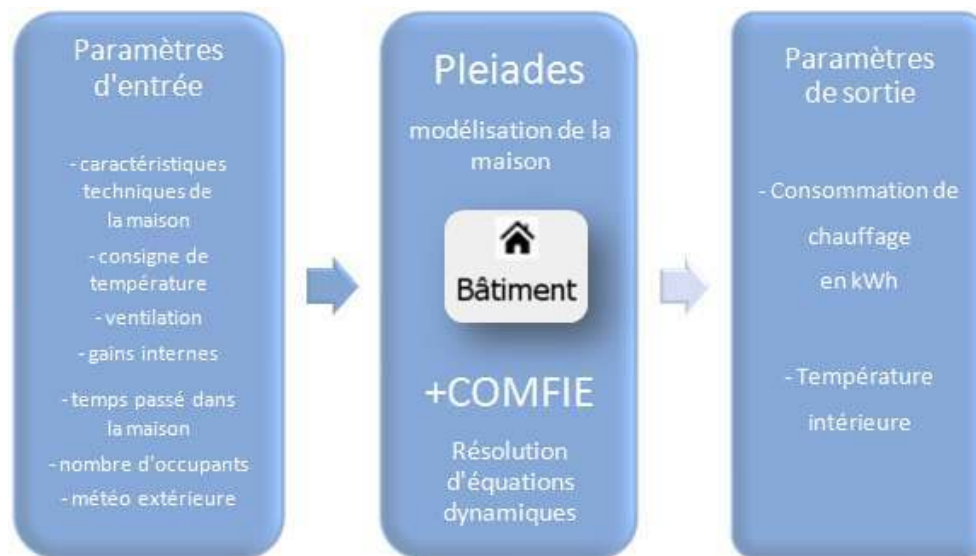 Paramètres
d'entrée
- caractéristiques
techniques de
la maison
- consigne de
température
- ventilation
- gains internes
- temps passé dans
la maison
- nombre d'occupants
- météo extérieure
Pleiades
modélisation de la
maison
Bâtiment
+COMFIE
Résolution
d'équations
dynamiques
Paramètres
de sortie
- Consommation de
chauffage
en kWh
- Température
intérieure